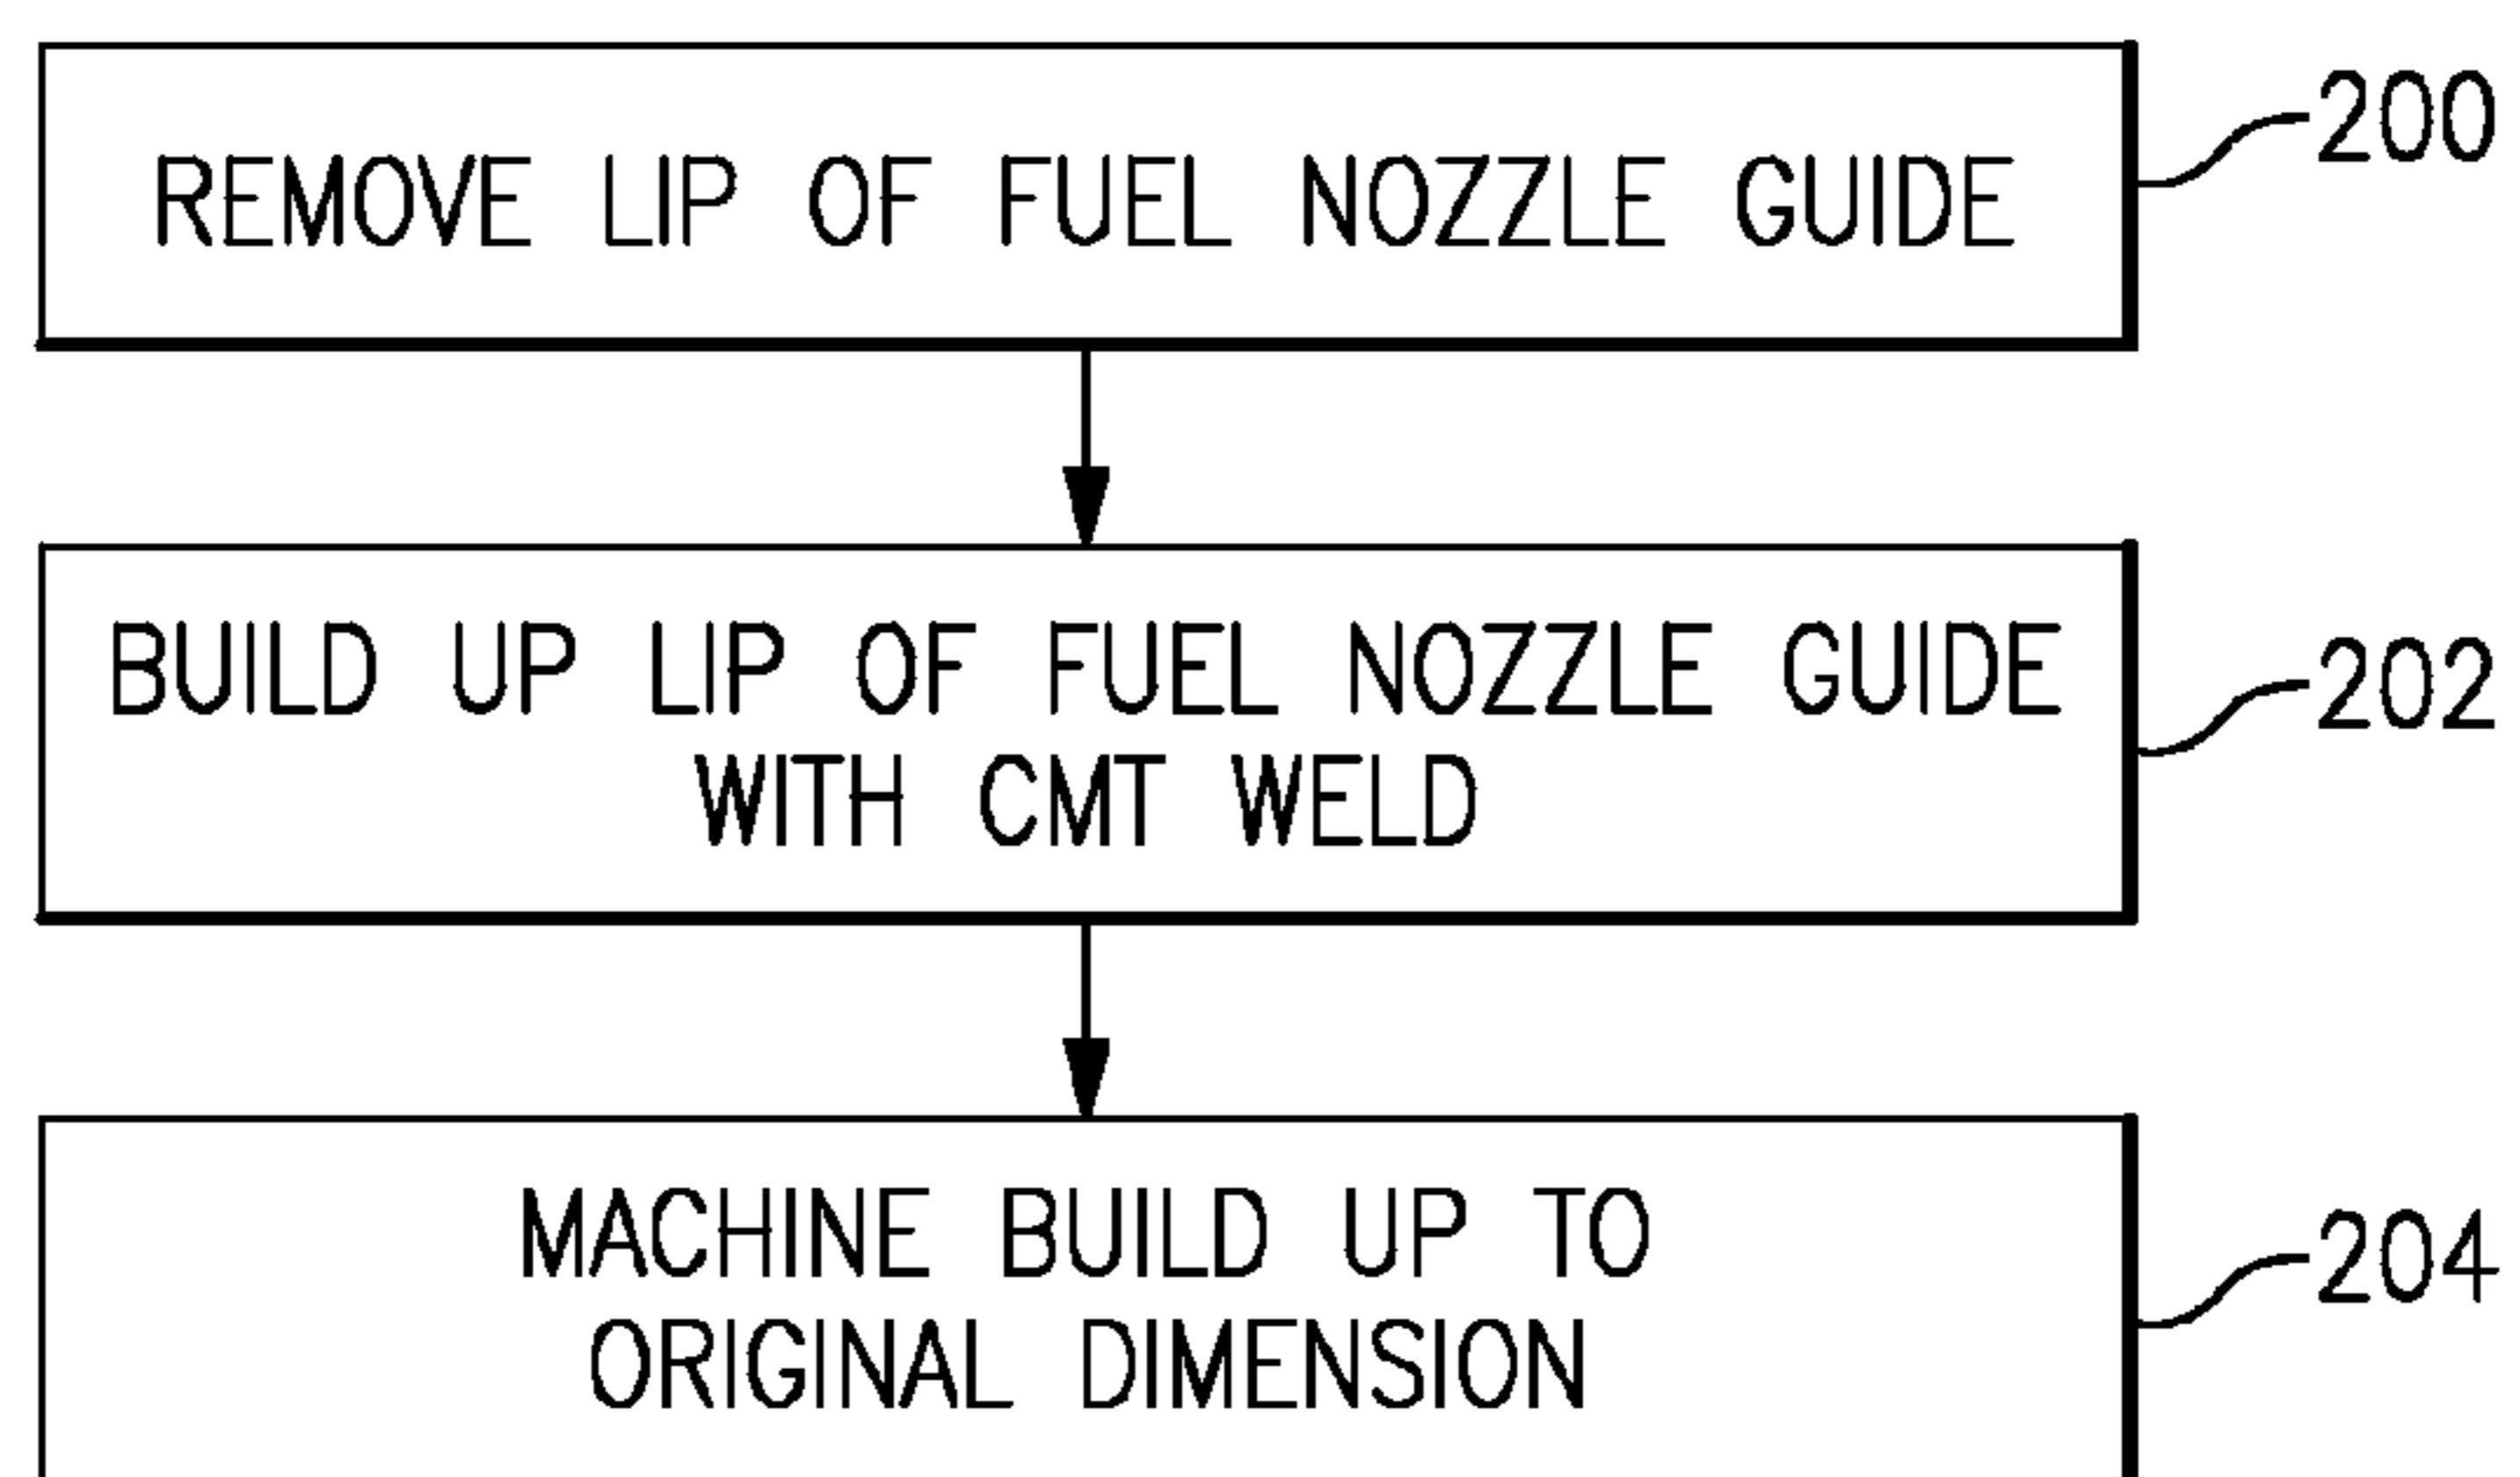 REMOVE LIP OF FUEL NOZZLE GUIDE
200
BUILD UP LIP OF FUEL NOZZLE GUIDE
WITH CMT WELD
202
MACHINE BUILD UP TO
ORIGINAL DIMENSION
204